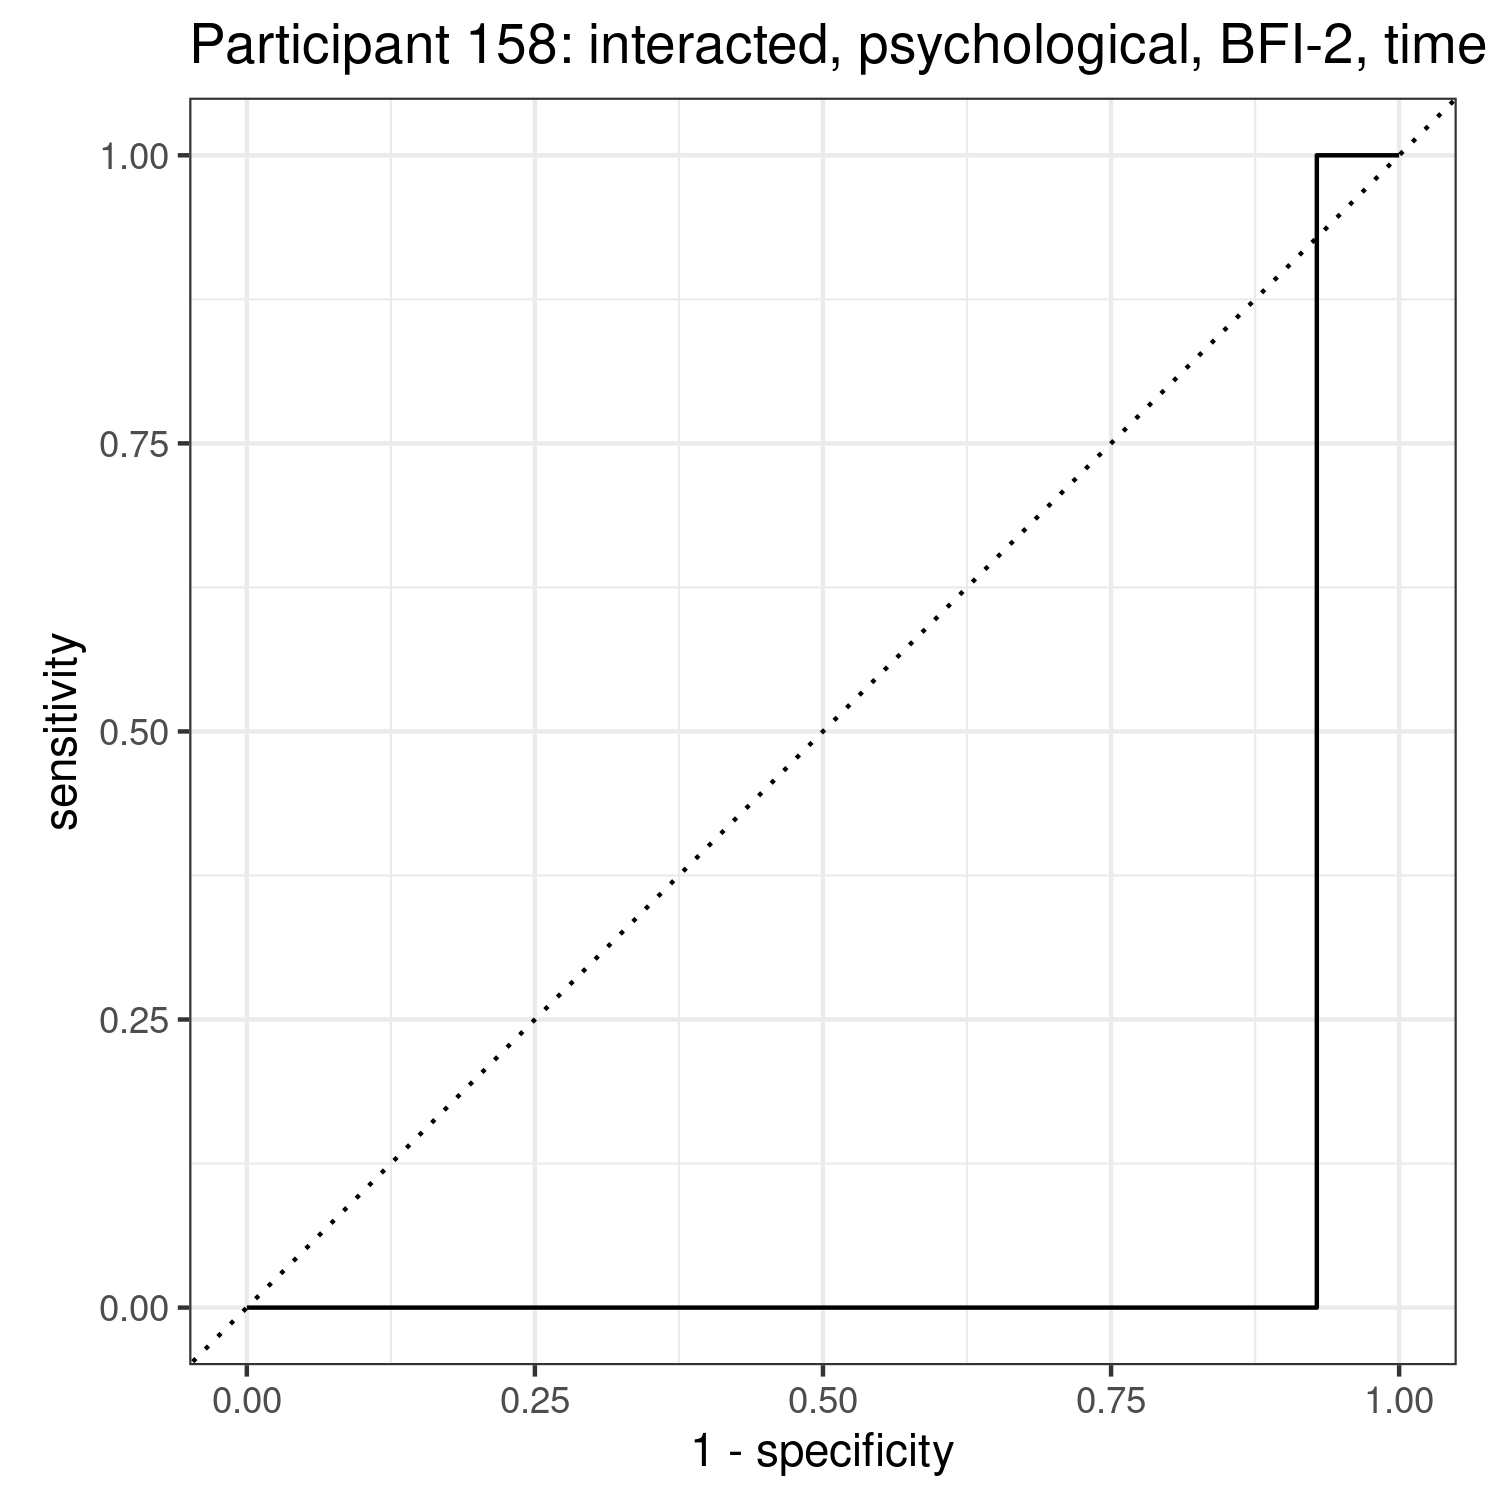 Participant 158: interacted, psychological, BFI-2, time
1.00
0.75
0.50
0.25
0.00
sensitivity
0.00 0.25 0.50 0.75 1.00
1 - specificity